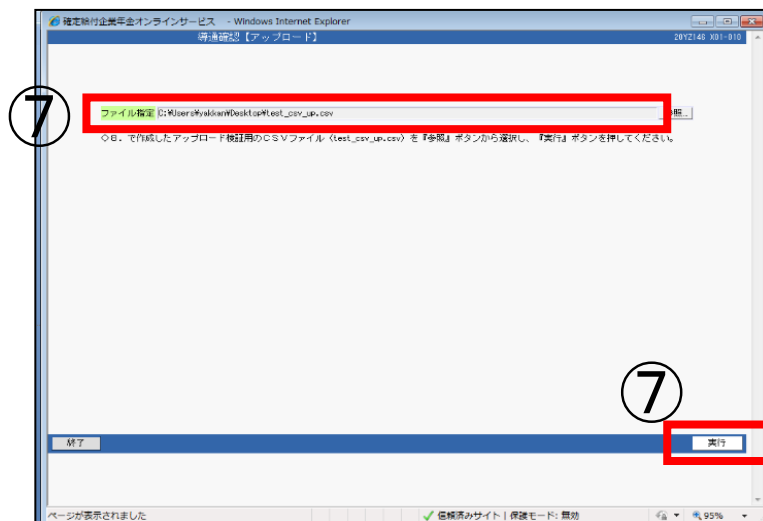 確定給付企業年金オンラインサービス - Windows Internet Explorer
導通確認【アップロード】
20YZ148 X01-010
⑦
ファイル指定 C:¥Users¥yakkan¥Desktop¥test_csv_up.csv
参照...
◇8．で作成したアップロード検証用のCSVファイル（test_csv_up.csv）を『参照』ボタンから選択し、『実行』ボタンを押してください。
⑦
終了
実行
ページが表示されました
信頼済みサイト | 保護モード: 無効
95%